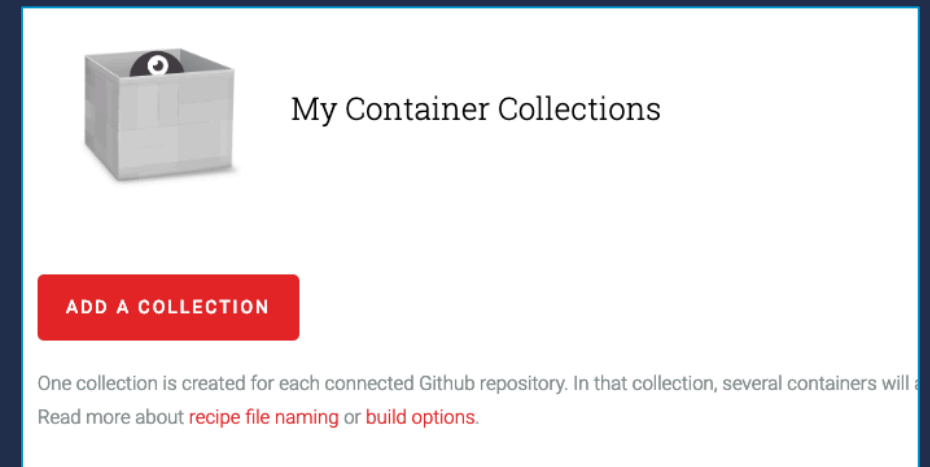 My Container Collections
ADD A COLLECTION
One collection is created for each connected Github repository. In that collection, several containers will
Read more about recipe file naming or build options.